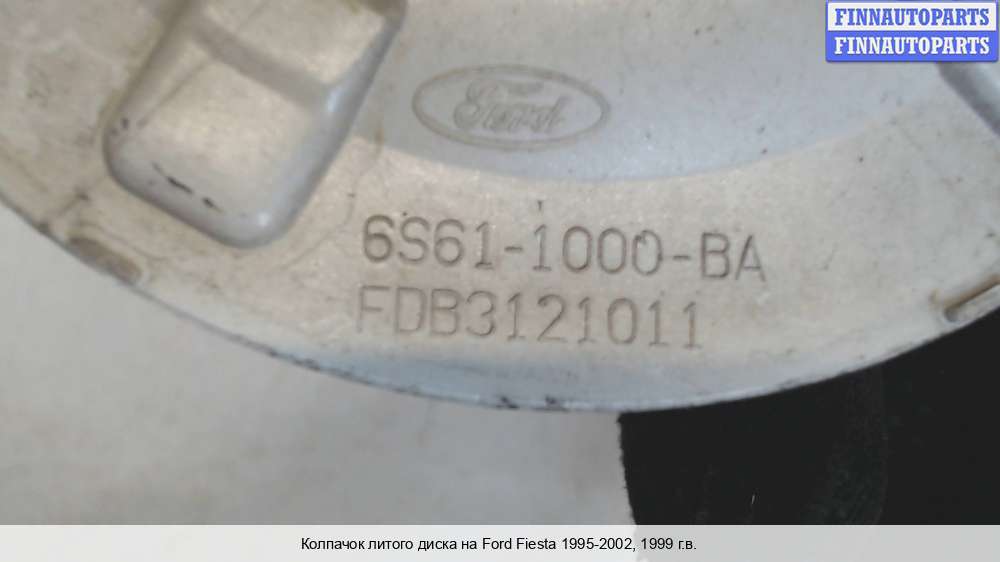 FINNAUTOPARTS
FINNAUTOPARTS
Ford
6S61-1000-BA
FDB3121011
Колпачок литого диска на Ford Fiesta 1995-2002, 1999 г.в.